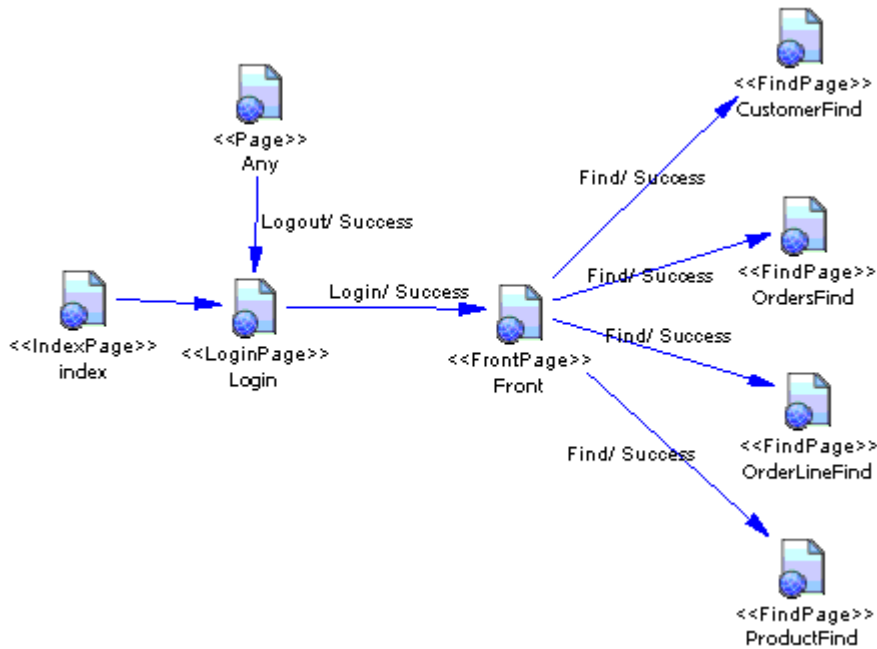 <<FindPage>>
CustomerFind
<<Page>>
Any
Find/ Success
Logout/ Success
<<FindPage>>
OrdersFind
Find/ Success
Login/ Success
<<IndexPage>>
index
<<LoginPage>>
Login
<<FrontPage>>
Front
Find/ Success
<<FindPage>>
OrderLineFind
Find/ Success
<<FindPage>>
ProductFind